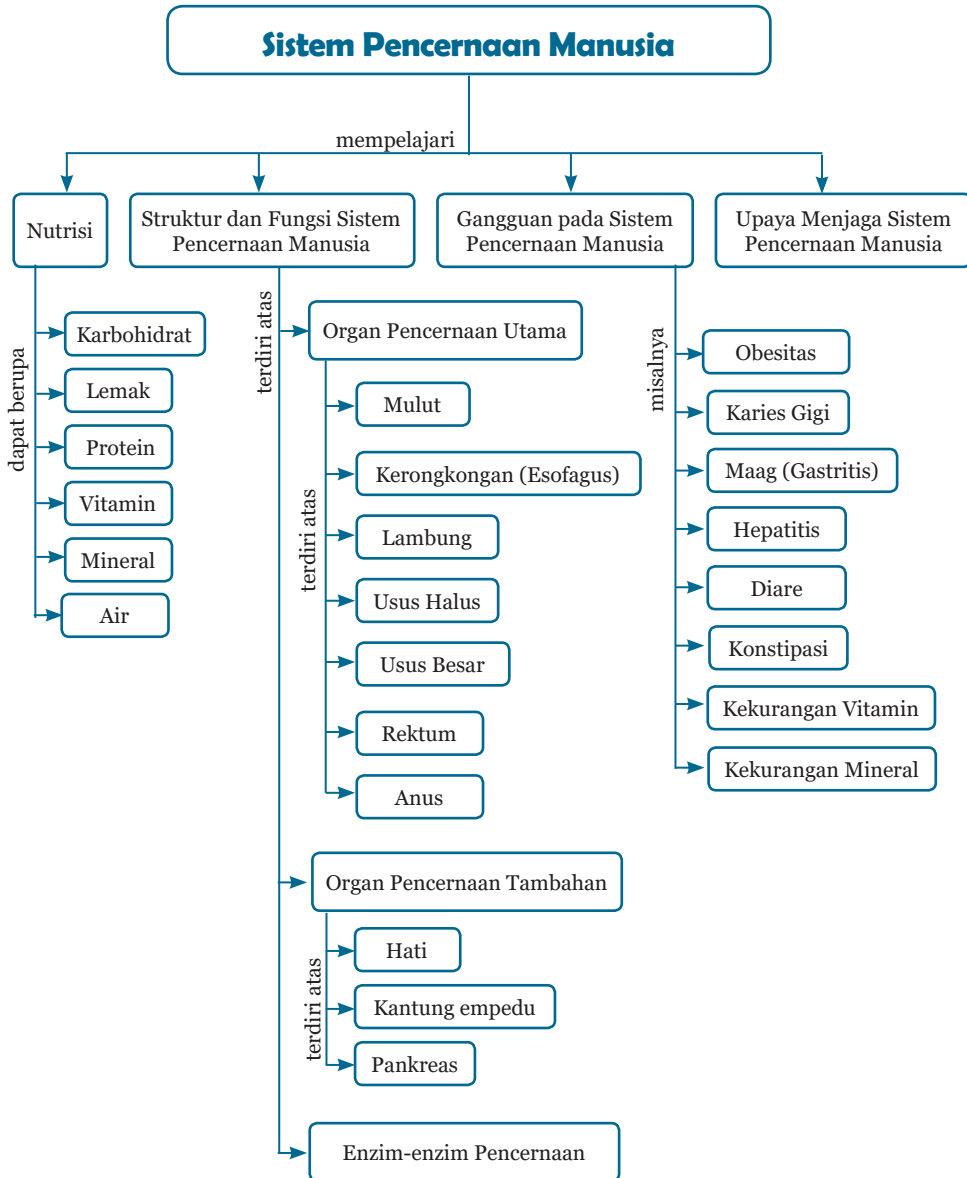 Sistem Pencernaan Manusia
mempelajari
Nutrisi
dapat berupa
Karbohidrat
Lemak
Protein
Vitamin
Mineral
Air
Struktur dan Fungsi Sistem
Pencernaan Manusia
terdiri atas
Organ Pencernaan Utama
terdiri atas
Mulut
Kerongkongan (Esofagus)
Lambung
Usus Halus
Usus Besar
Rektum
Anus
Organ Pencernaan Tambahan
terdiri atas
Hati
Kantung empedu
Pankreas
Enzim-enzim Pencernaan
Gangguan pada Sistem
Pencernaan Manusia
misalnya
Obesitas
Karies Gigi
Maag (Gastritis)
Hepatitis
Diare
Konstipasi
Kekurangan Vitamin
Kekurangan Mineral
Upaya Menjaga Sistem
Pencernaan Manusia